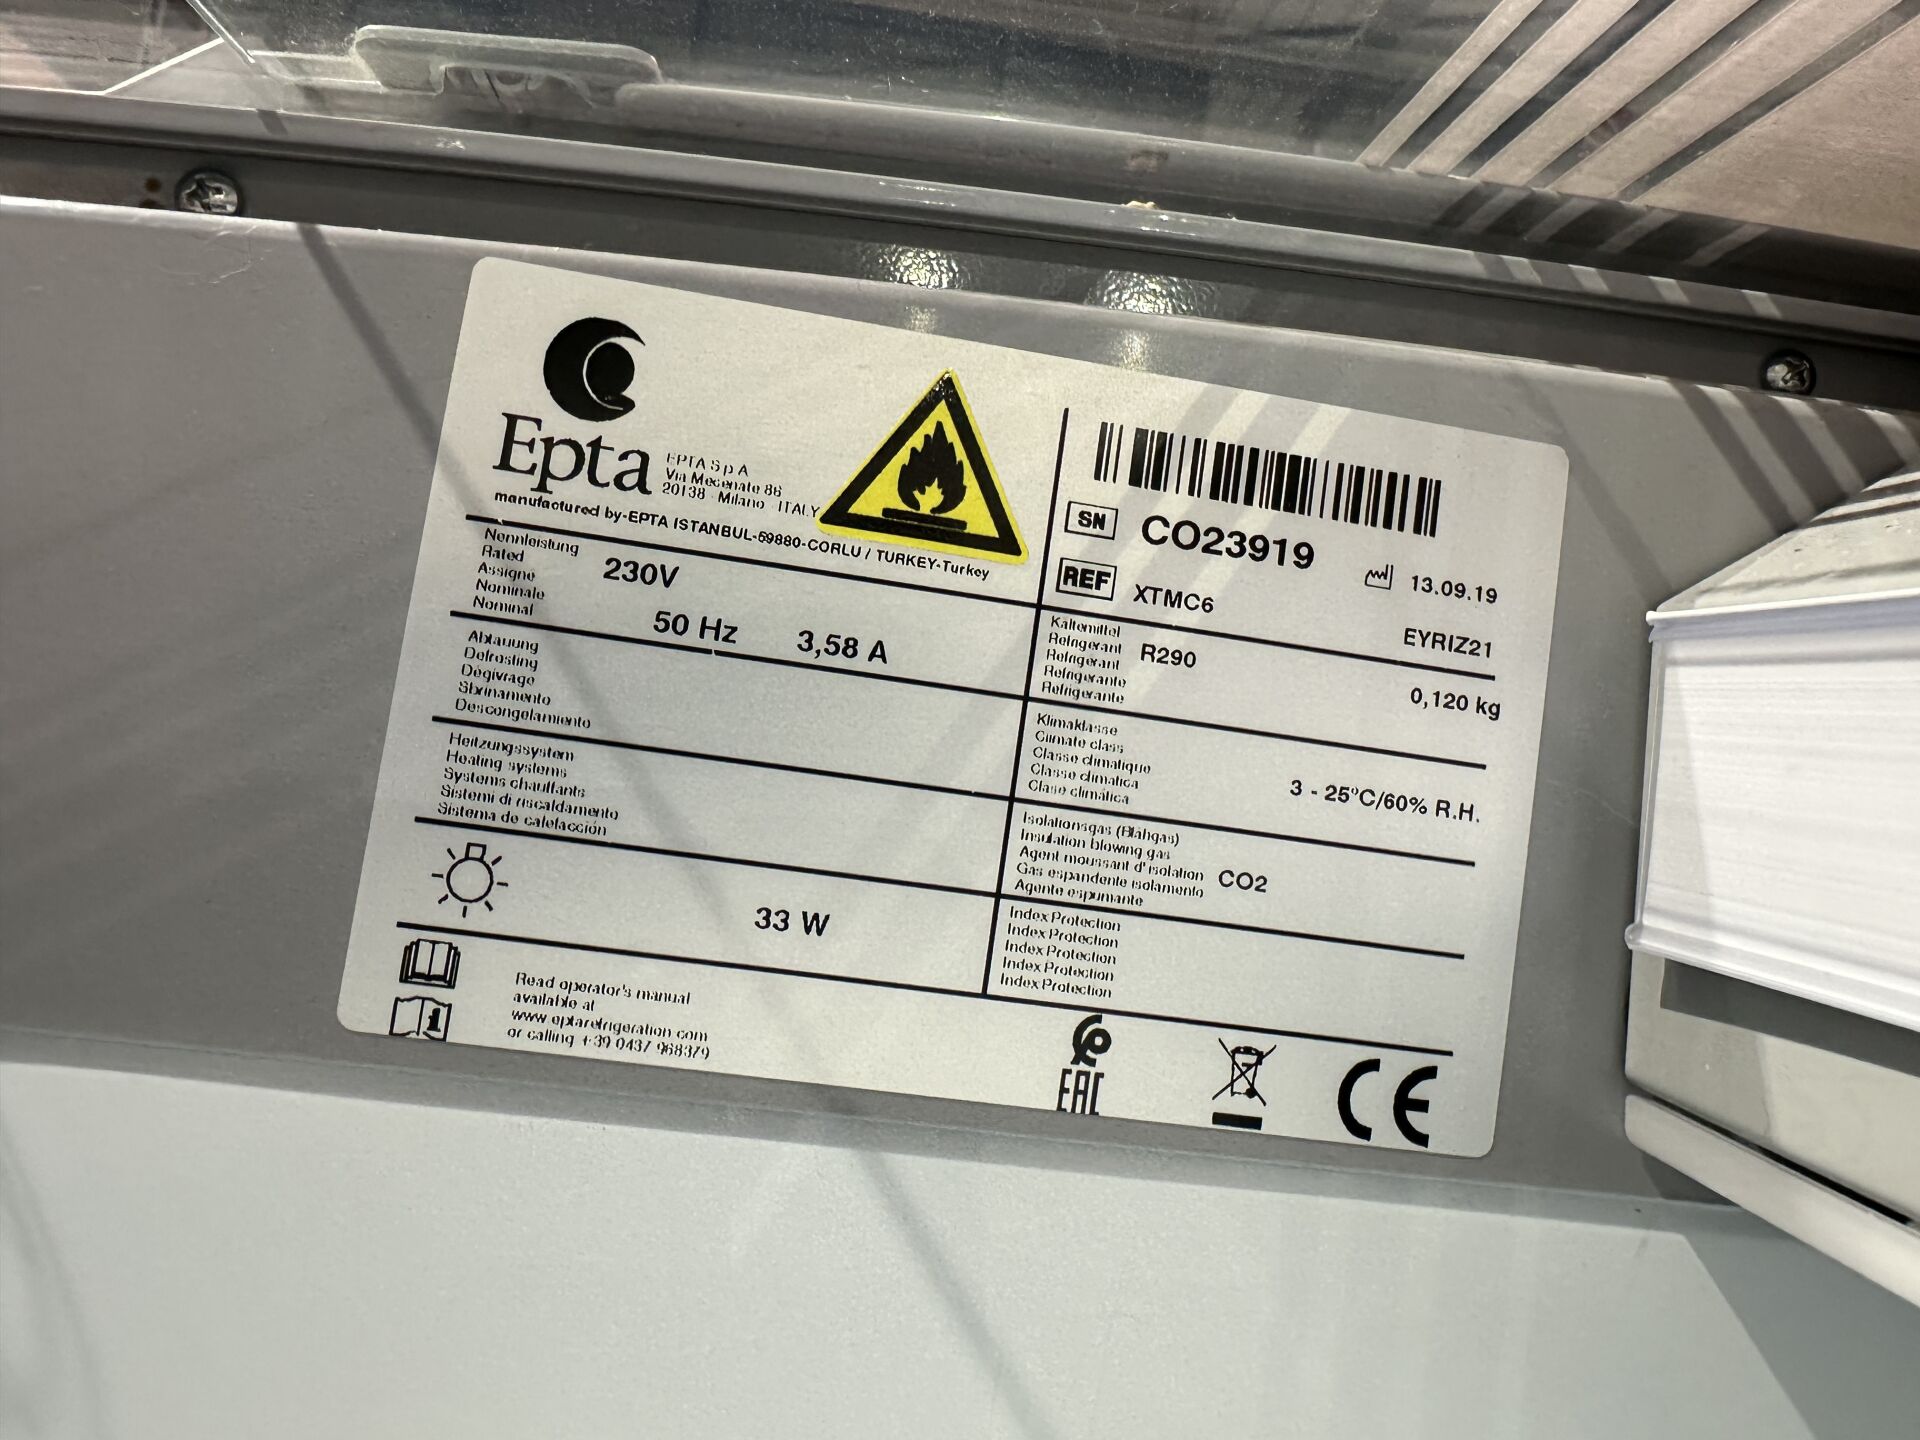 Epta
EPTA S.p.A
Via Mecenate 86
20138 - Milano - ITALY
manufactured by-EPTA ISTANBUL-59880-CORLU / TURKEY-Turkey
SN CO23919
13.09.19
REF XTMC6
EYRIZ21
Nennleistung
Rated
Assigne
Nominale
Nominal
230V
50 Hz 3,58 A
Kältemittel
Refrigerant
Refrigerant
Refrigerante
Refrigerante
R290
0,120 kg
Abtauung
Defrosting
Degivrage
Sbrinamento
Descongelamiento
Klimaklasse
Climate class
Classe climatique
Classe climatica
Clase climática
3 - 25°C/60% R.H.
Heitzungssystem
Heating systems
Systems chauffants
Sistemi di riscaldamento
Sistema de calefacción
Isolationsgas (Blähgas)
Insulation blowing gas
Agent moussant d'isolation
Gas espandente isolamento
Agente espumante
CO2
33 W
Index Protection
Index Protection
Index Protection
Index Protection
Index Protection
Read operator's manual
available at
www.eptarefrigeration.com
or calling +39 0437 968379
EAC
CE